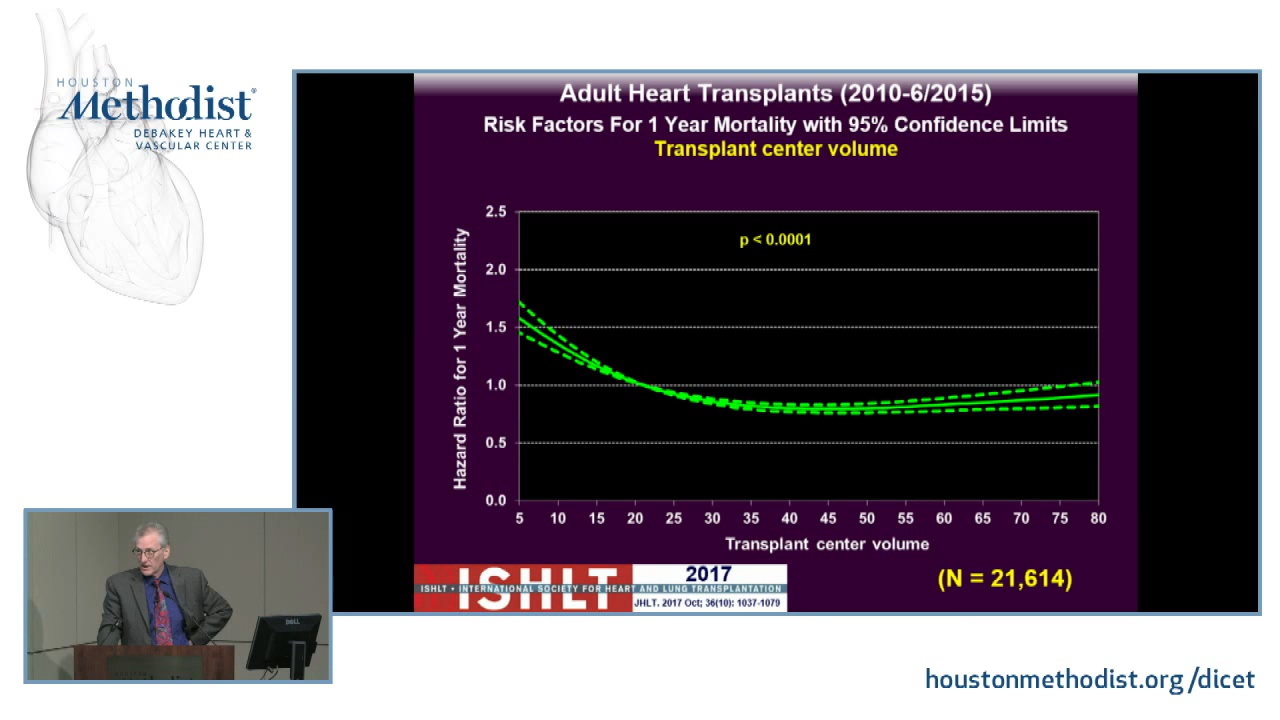 HOUSTON
Methodist®
DEBAKEY HEART &
VASCULAR CENTER
Adult Heart Transplants (2010-6/2015)
Risk Factors For 1 Year Mortality with 95% Confidence Limits
Transplant center volume
Hazard Ratio for 1 Year Mortality
2.5
2.0
1.5
1.0
0.5
0.0
p < 0.0001
5 10 15 20 25 30 35 40 45 50 55 60 65 70 75 80
Transplant center volume
ISHLT
ISHLT • INTERNATIONAL SOCIETY FOR HEART AND LUNG TRANSPLANTATION
2017
JHLT. 2017 Oct; 36(10): 1037-1079
(N = 21,614)
DELL
houstonmethodist.org/dicet